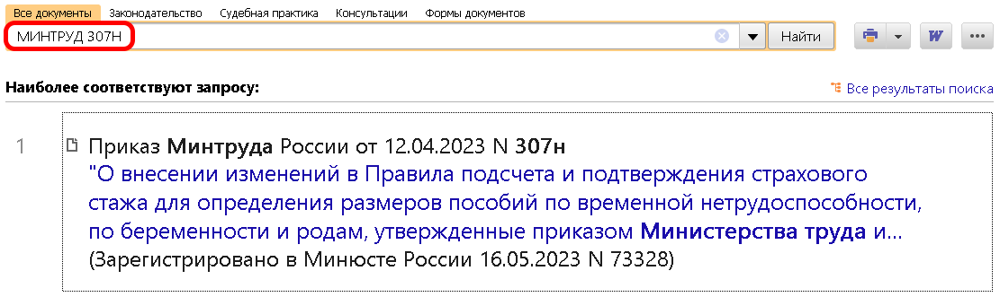 Все документы Законодательство Судебная практика Консультации Формы документов
МИНТРУД 307Н Найти W
Наиболее соответствуют запросу: Все результаты поиска
1 Приказ Минтруда России от 12.04.2023 N 307н
"О внесении изменений в Правила подсчета и подтверждения страхового
стажа для определения размеров пособий по временной нетрудоспособности,
по беременности и родам, утвержденные приказом Министерства труда и...
(Зарегистрировано в Минюсте России 16.05.2023 N 73328)